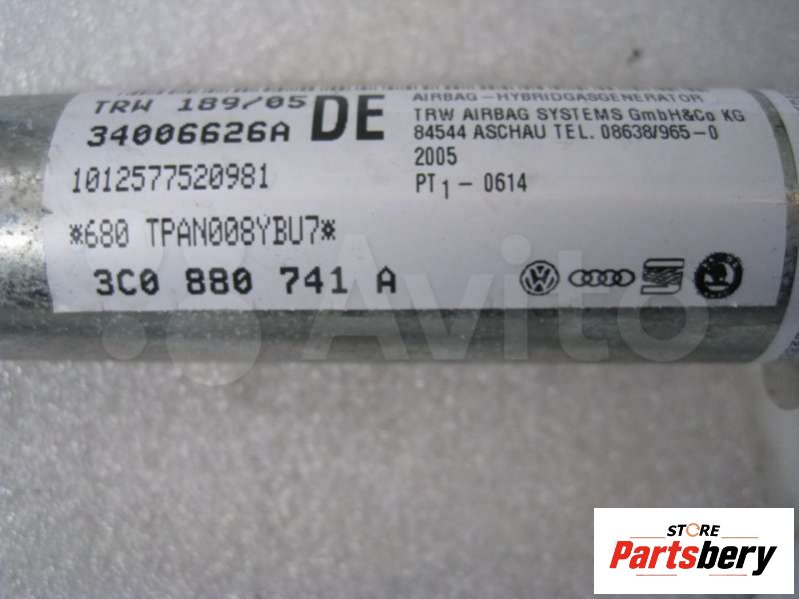 TRW 189/05
34006626A
DE
1012577520981
*680 TPAN008YBU7*
3C0 880 741 A
AIRBAG - HYBRIDGASGENERATOR
TRW AIRBAG SYSTEMS GmbH&Co KG
84544 ASCHAU TEL. 08638/965-0
2005
PT1 - 0614
Avito
STORE
Partsbery